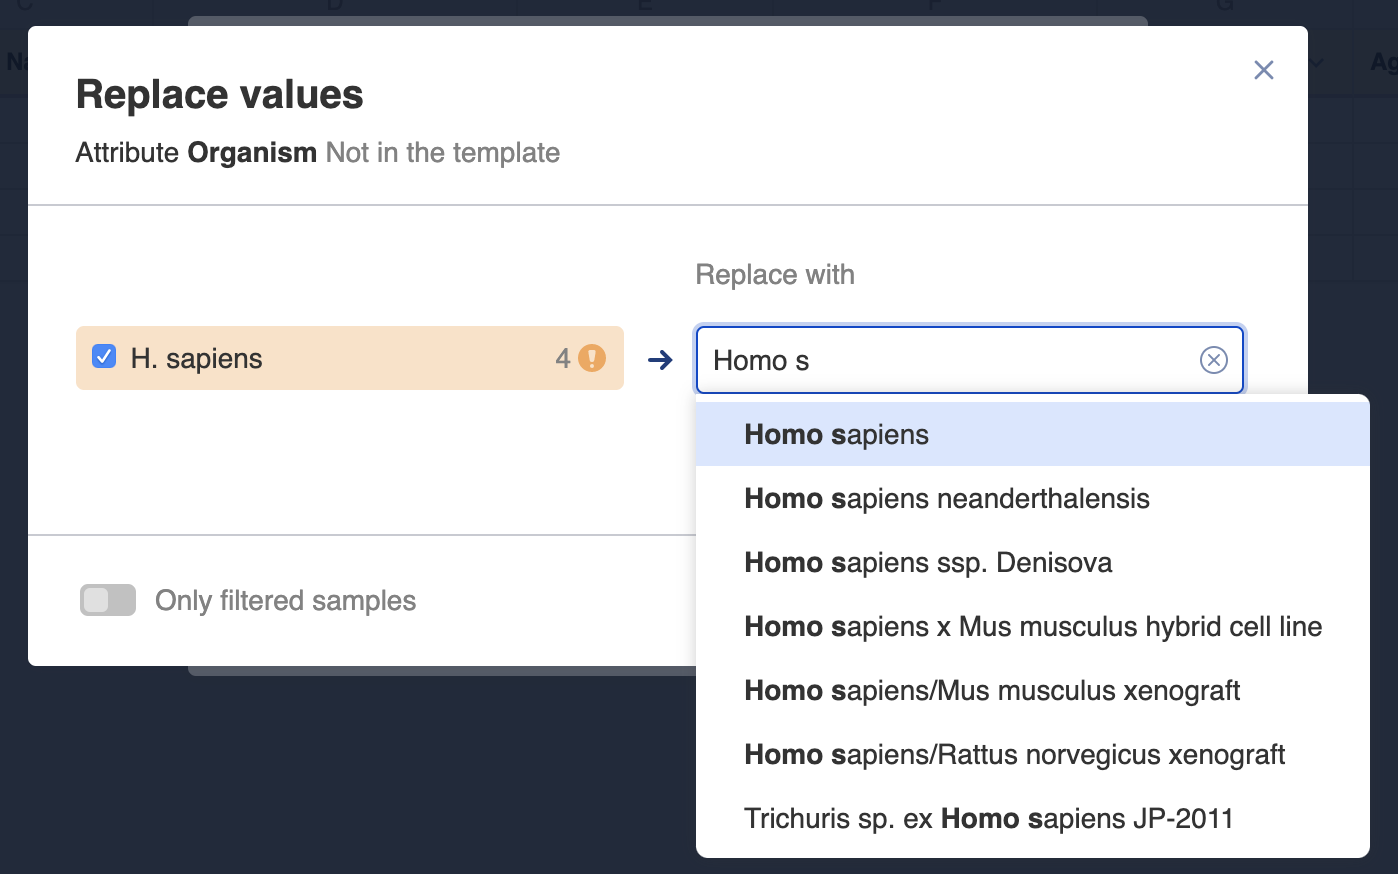 C D E F G
Na Ag
Replace values
Attribute Organism Not in the template
Replace with
H. sapiens 4 Homo s
Homo sapiens
Homo sapiens neanderthalensis
Homo sapiens ssp. Denisova
Only filtered samples
Homo sapiens x Mus musculus hybrid cell line
Homo sapiens/Mus musculus xenograft
Homo sapiens/Rattus norvegicus xenograft
Trichuris sp. ex Homo sapiens JP-2011